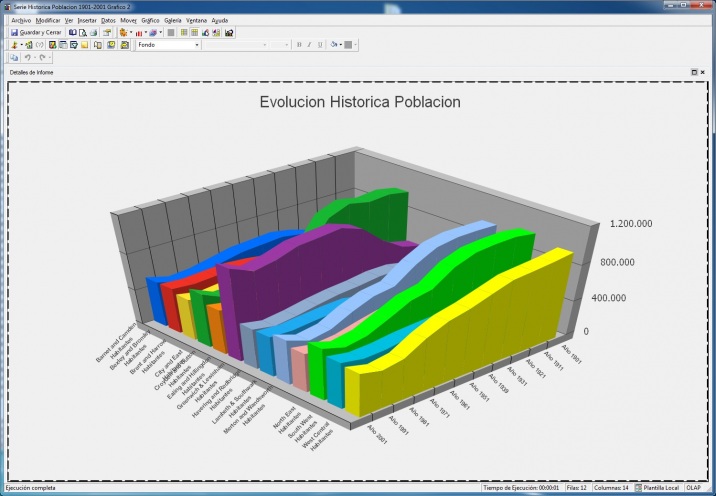 Serie Historica Poblacion 1901-2001 Grafico 2
Archivo Modificar Ver Insertar Datos Mover Gráfico Galería Ventana Ayuda
Guardar y Cerrar
Fondo
Detalles de Informe
Evolucion Historica Poblacion
1.200.000
800.000
400.000
0
Barnet and Camden
Habitantes
Bexley and Bromley
Habitantes
Brent and Harrow
Habitantes
City and East
Habitantes
Croydon and Sutton
Habitantes
Ealing and Hillingdon
Habitantes
Greenwich & Lewisham
Habitantes
Havering and Redbridge
Habitantes
Lambeth & Southwark
Habitantes
Merton and Wandsworth
Habitantes
North East
Habitantes
South West
Habitantes
West Central
Habitantes
Año 2001
Año 1991
Año 1981
Año 1971
Año 1961
Año 1951
Año 1939
Año 1931
Año 1921
Año 1911
Año 1901
Ejecución completa
Tiempo de Ejecución: 00:00:01 Filas: 12 Columnas: 14 Plantilla Local OLAP